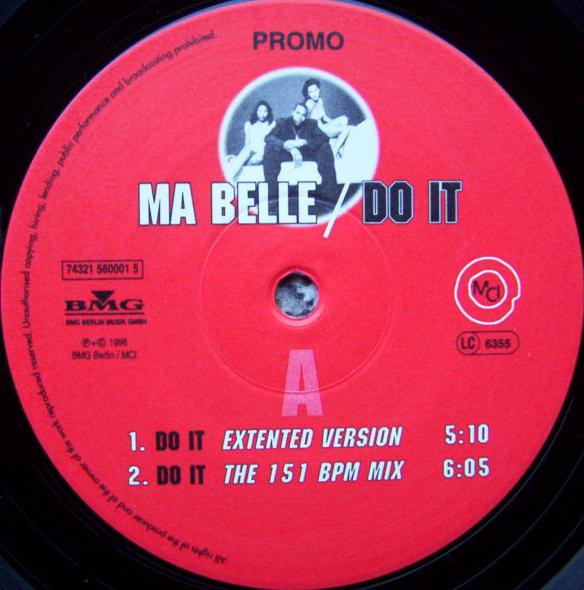 PROMO
MA BELLE / DO IT
74321 560001 5
BMG
BMG BERLIN MUSIK GMBH
℗+© 1998
BMG Berlin / MCI
MCI
LC 6355
A
1. DO IT EXTENTED VERSION 5:10
2. DO IT THE 151 BPM MIX 6:05
All rights of the producer and of the owner of the work reproduced reserved. Unauthorised copying, hiring, lending, public performance and broadcasting prohibited.